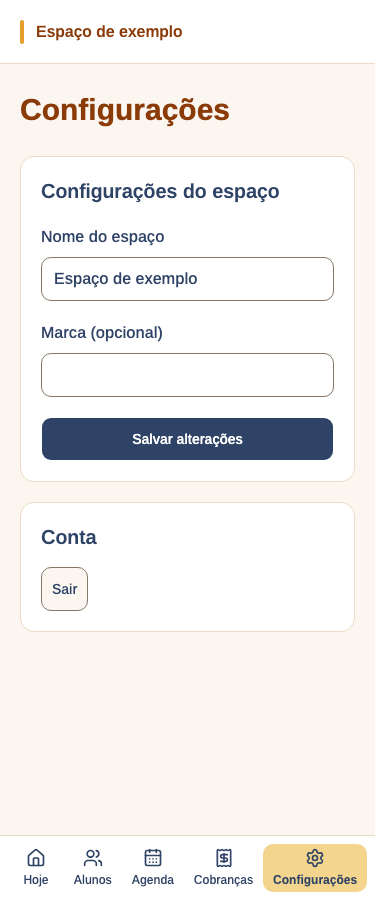 Espaço de exemplo
Configurações
Configurações do espaço
Nome do espaço
Espaço de exemplo
Marca (opcional)
Salvar alterações
Conta
Sair
Hoje
Alunos
Agenda
Cobranças
Configurações